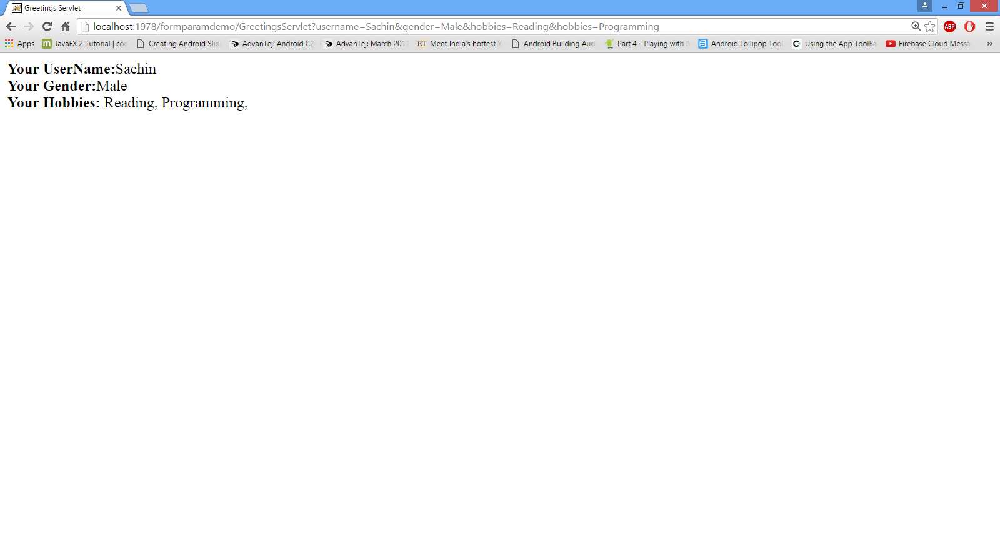 Greetings Servlet
localhost:1978/formparamdemo/GreetingsServlet?username=Sachin&gender=Male&hobbies=Reading&hobbies=Programming
ABP
Apps m JavaFX 2 Tutorial | coc Creating Android Slid AdvanTej: Android C2 AdvanTej: March 2011 ET Meet India's hottest Y Android Building Aud Part 4 - Playing with Android Lollipop Tool C Using the App ToolBa Firebase Cloud Messa »
Your UserName:Sachin
Your Gender:Male
Your Hobbies: Reading, Programming,